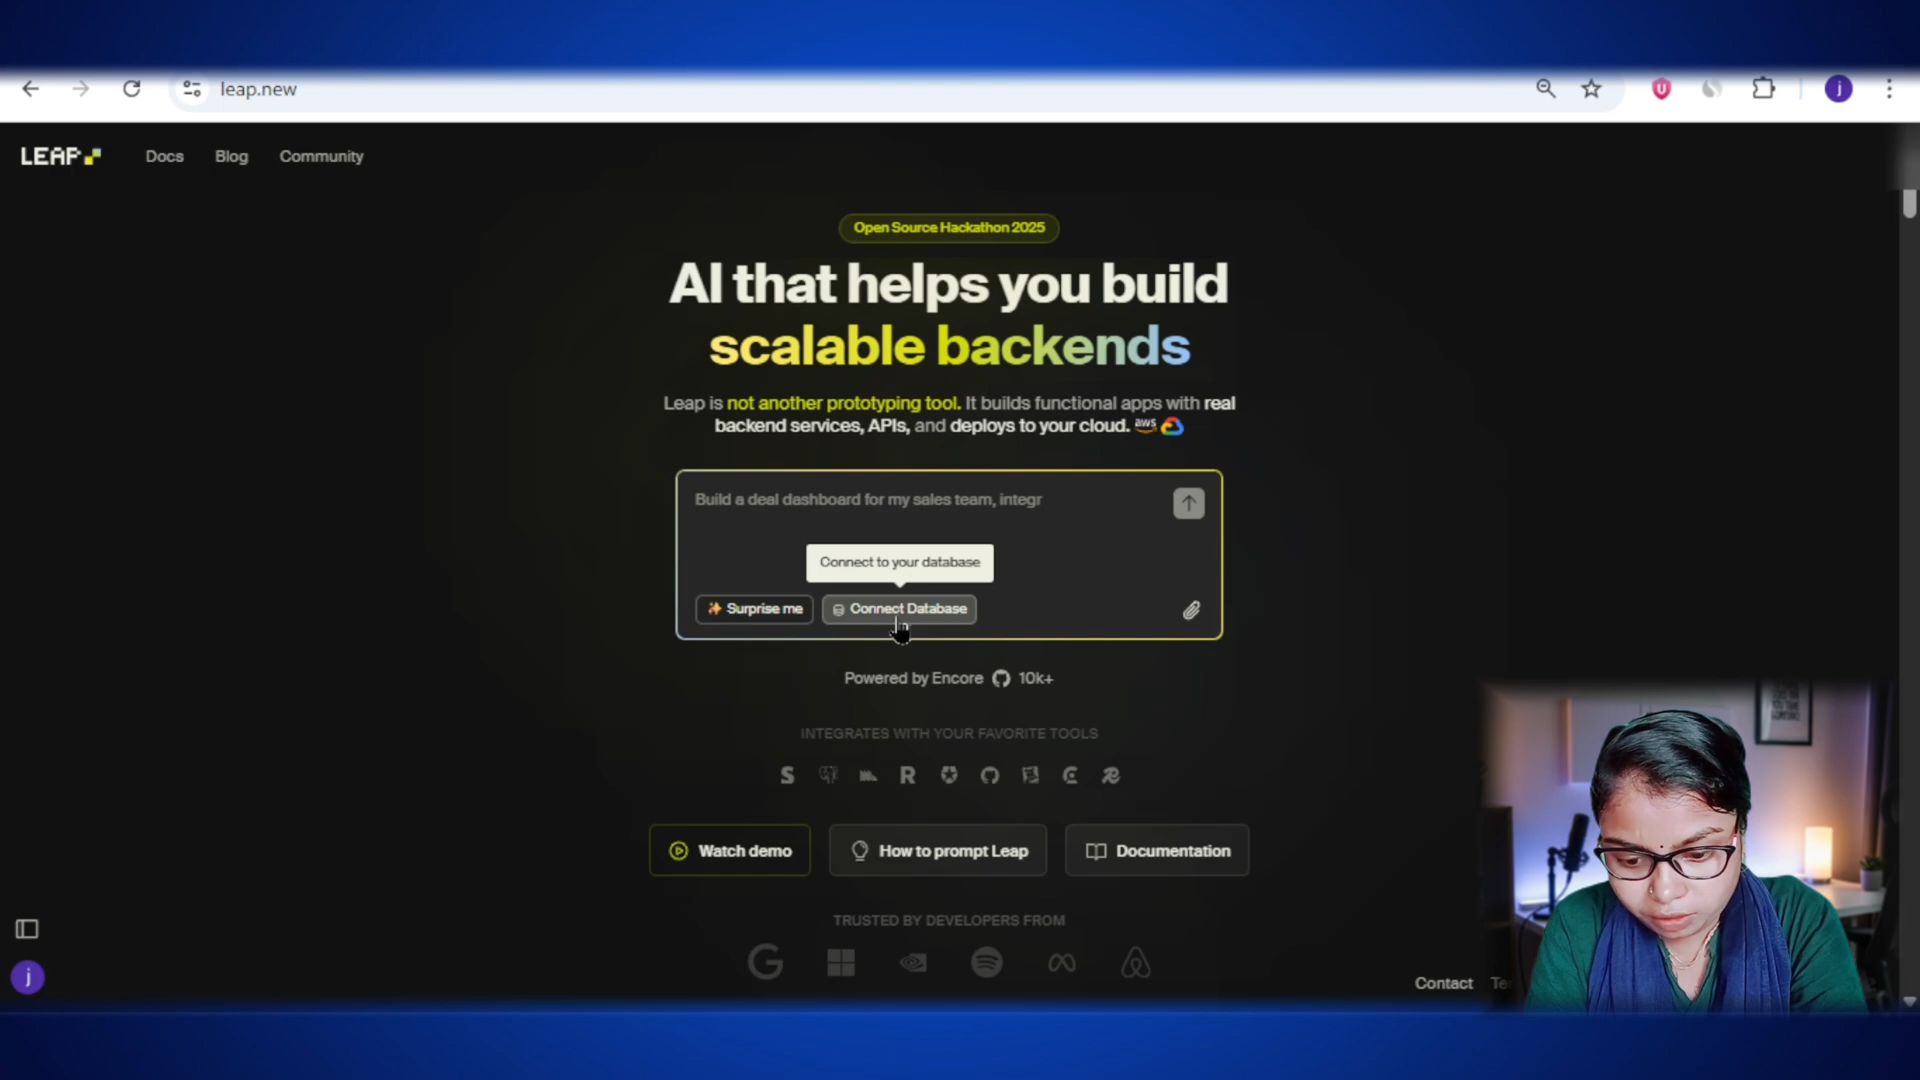 leap.new
j
LEAP
Docs
Blog
Community
Open Source Hackathon 2025
AI that helps you build
scalable backends
Leap is not another prototyping tool. It builds functional apps with real
backend services, APIs, and deploys to your cloud. aws
Build a deal dashboard for my sales team, integr
Connect to your database
Surprise me
Connect Database
Powered by Encore 10k+
INTEGRATES WITH YOUR FAVORITE TOOLS
Watch demo
How to prompt Leap
Documentation
TRUSTED BY DEVELOPERS FROM
j
Contact